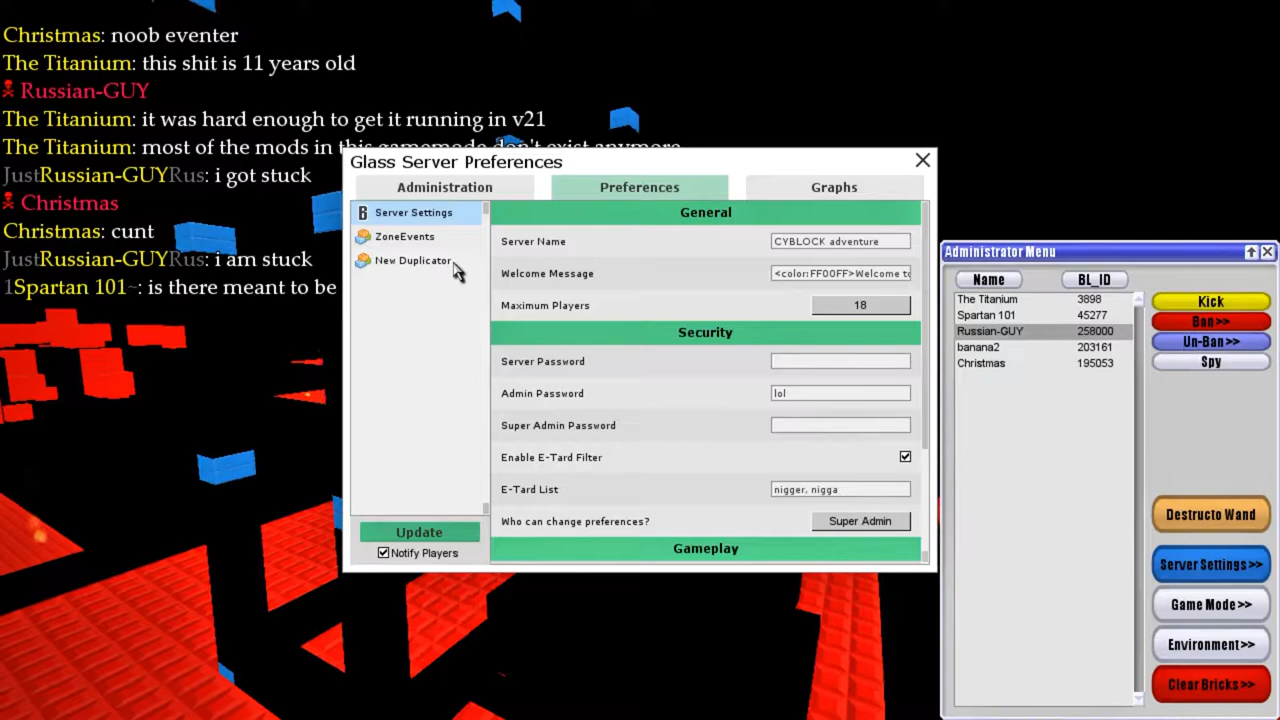 Christmas: noob eventer
The Titanium: this shit is 11 years old
Russian-GUY
The Titanium: it was hard enough to get it running in v21
The Titanium: most of the mods in this gamemode don't exist anymore
JustRussian-GUYRus: i got stuck
Christmas
Christmas: cunt
JustRussian-GUYRus: i am stuck
1Spartan 101~: is there meant to be
Glass Server Preferences
Administration
Preferences
Graphs
B Server Settings
ZoneEvents
New Duplicator
Update
Notify Players
General
Server Name CYBLOCK adventure
Welcome Message <color:FF00FF>Welcome to
Maximum Players 18
Security
Server Password
Admin Password lol
Super Admin Password
Enable E-Tard Filter
E-Tard List nigger, nigga
Who can change preferences? Super Admin
Gameplay
Administrator Menu
Name BL_ID
The Titanium 3898
Spartan 101 45277
Russian-GUY 258000
banana2 203161
Christmas 195053
Kick
Ban>>
Un-Ban>>
Spy
Destructo Wand
Server Settings>>
Game Mode>>
Environment>>
Clear Bricks>>